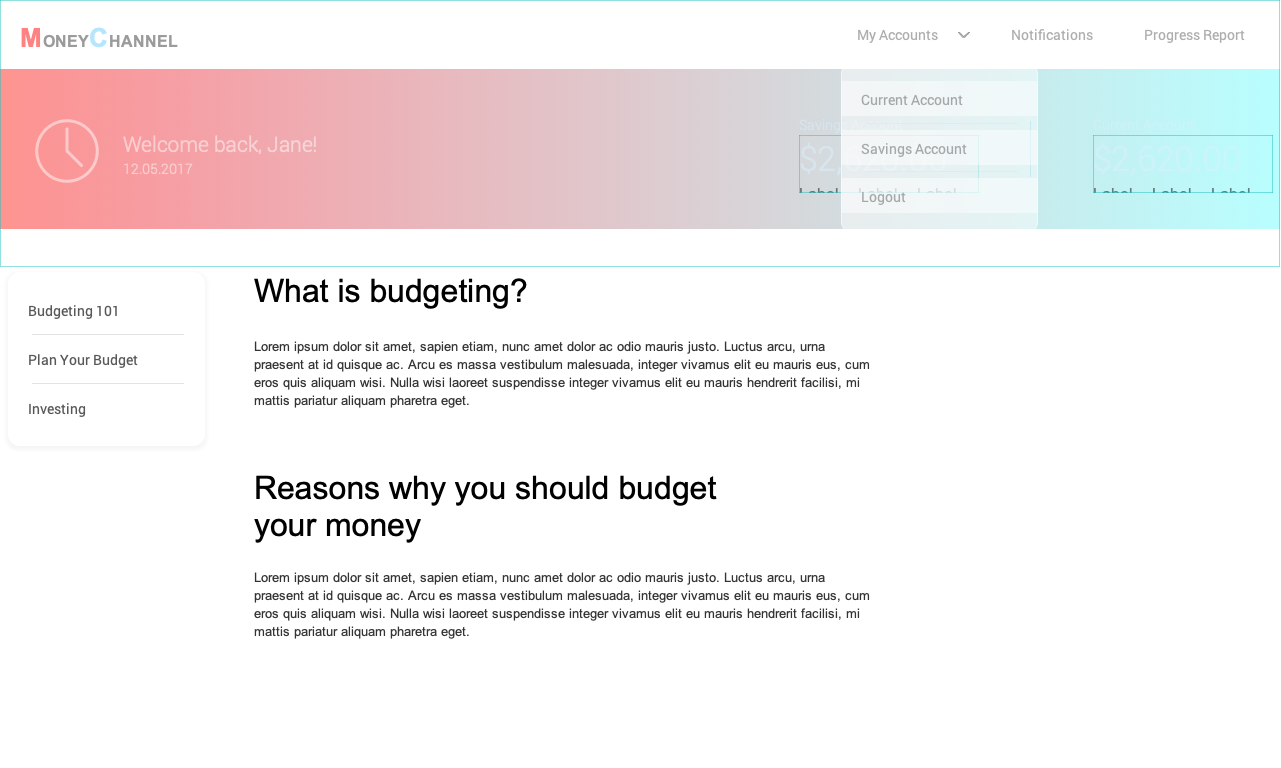 MONEYCHANNEL
My Accounts
Notifications
Progress Report
Current Account
Savings Account
Logout
Welcome back, Jane!
12.05.2017
$2,620.00
Label Label Label
Label Label Label
Budgeting 101
Plan Your Budget
Investing
What is budgeting?
Lorem ipsum dolor sit amet, sapien etiam, nunc amet dolor ac odio mauris justo. Luctus arcu, urna
praesent at id quisque ac. Arcu es massa vestibulum malesuada, integer vivamus elit eu mauris eus, cum
eros quis aliquam wisi. Nulla wisi laoreet suspendisse integer vivamus elit eu mauris hendrerit facilisi, mi
mattis pariatur aliquam pharetra eget.
Reasons why you should budget
your money
Lorem ipsum dolor sit amet, sapien etiam, nunc amet dolor ac odio mauris justo. Luctus arcu, urna
praesent at id quisque ac. Arcu es massa vestibulum malesuada, integer vivamus elit eu mauris eus, cum
eros quis aliquam wisi. Nulla wisi laoreet suspendisse integer vivamus elit eu mauris hendrerit facilisi, mi
mattis pariatur aliquam pharetra eget.